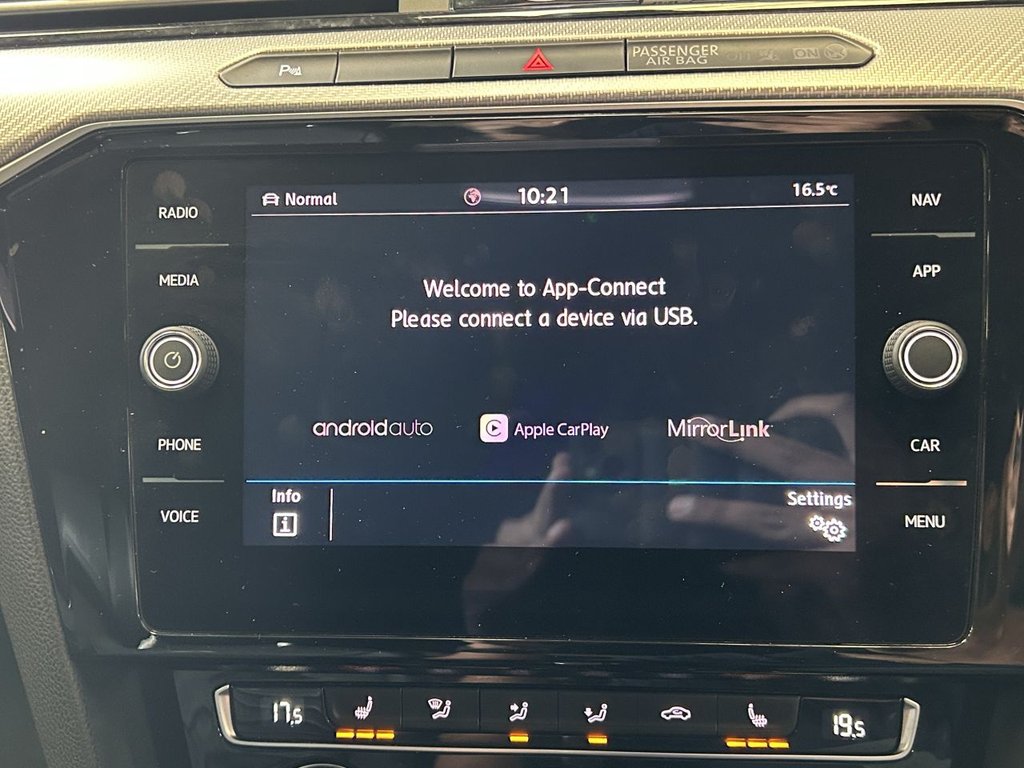 P
PASSENGER
AIR BAG
OFF ON
RADIO
MEDIA
PHONE
VOICE
Normal
10:21
16.5°C
Welcome to App-Connect
Please connect a device via USB.
androidauto
Apple CarPlay
MirrorLink
Info
i
Settings
NAV
APP
CAR
MENU
17.5
19.5